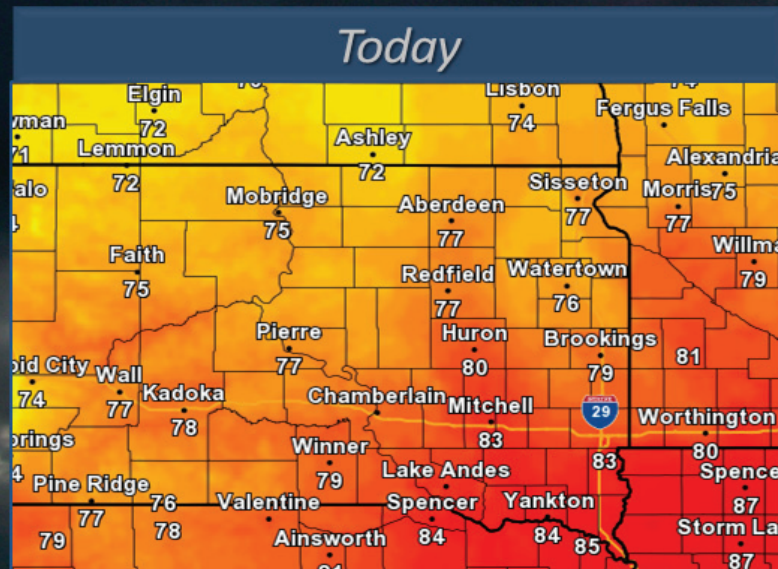 Today
Elgin
72
Lisbon
74
Fergus Falls
Ashley
72
Lemmon
72
Alexandria
75
Mobridge
75
Aberdeen
77
Sisseton
77
Morris
77
Faith
75
Redfield
77
Watertown
76
79
Pierre
77
Huron
80
Brookings
79
81
74
Wall
77
Kadoka
78
Chamberlain
Mitchell
83
29
Worthington
80
Winner
79
Lake Andes
83
Pine Ridge
77
76
78
Valentine
Spencer
84
Yankton
84
85
87
79
Ainsworth
87